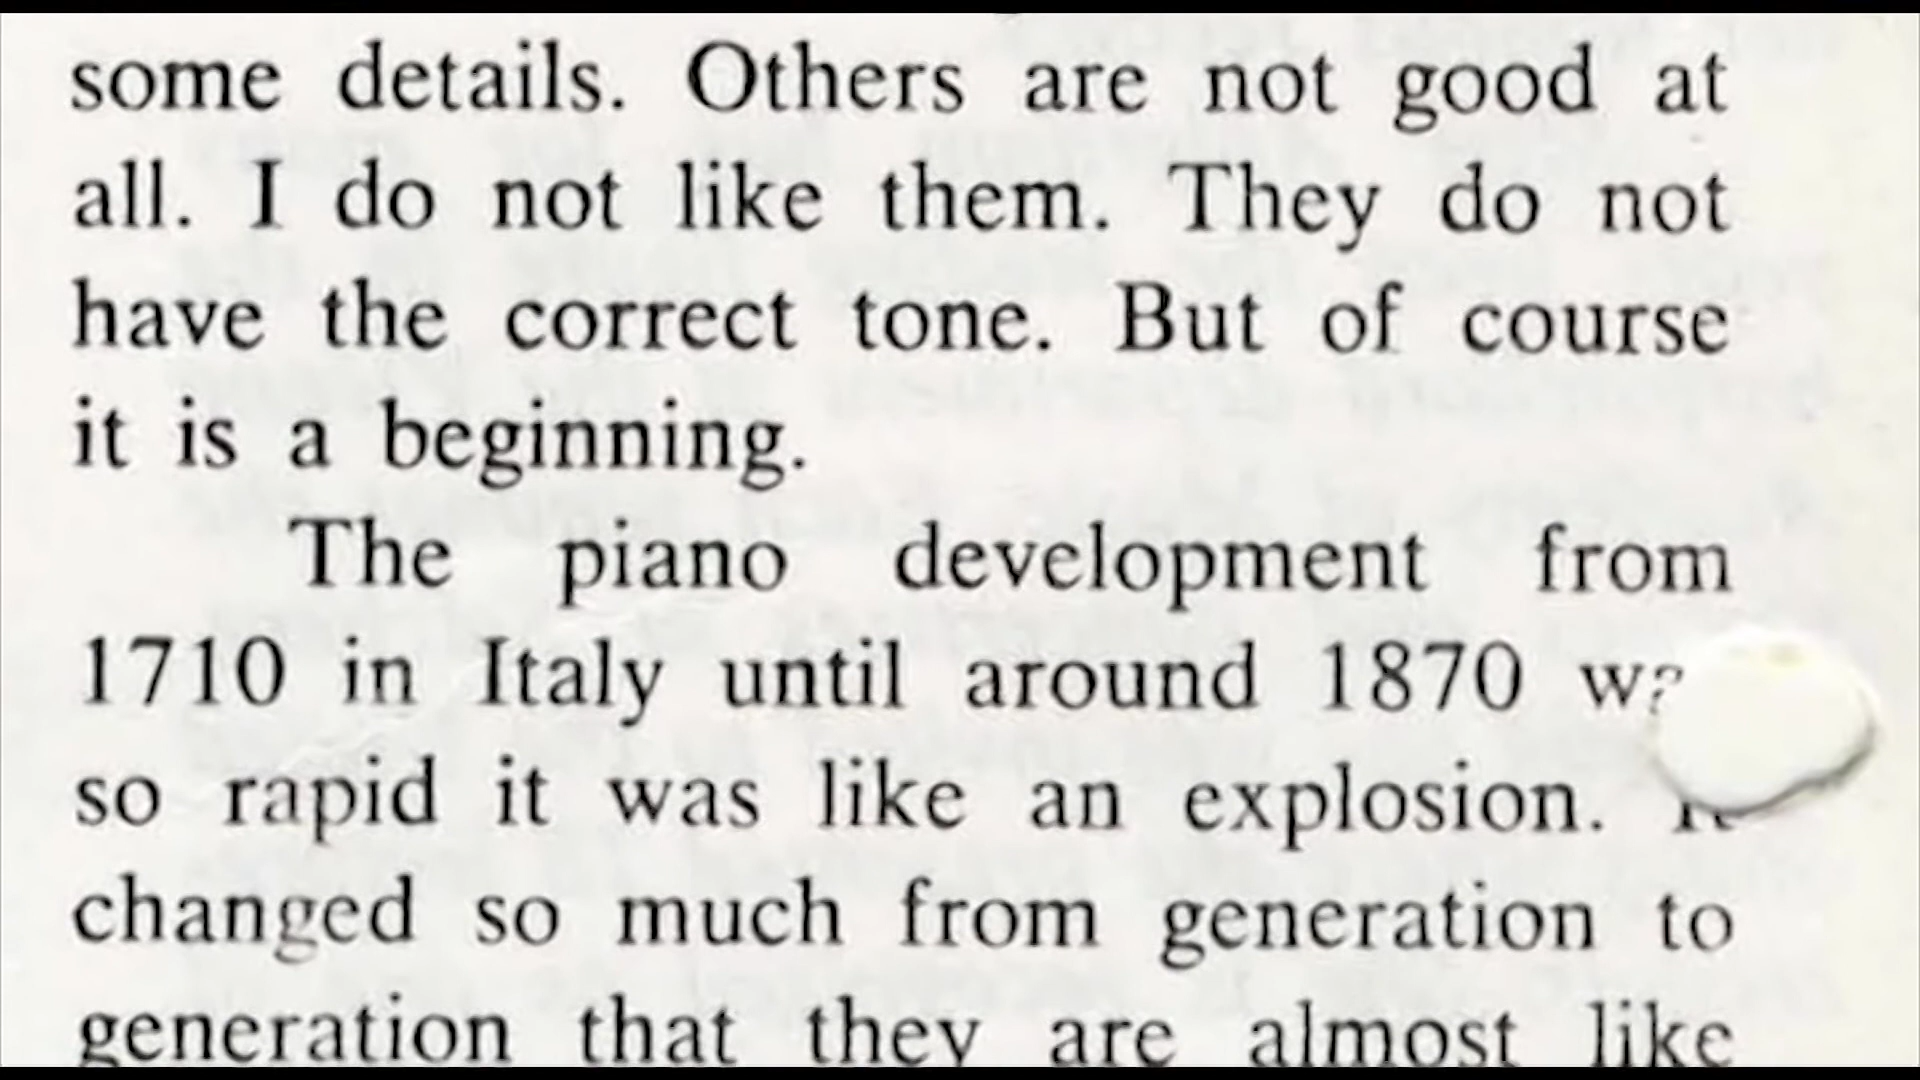 some details. Others are not good at
all. I do not like them. They do not
have the correct tone. But of course
it is a beginning.
The piano development from
1710 in Italy until around 1870
so rapid it was like an explosion.
changed so much from generation to
generation that they are almost like